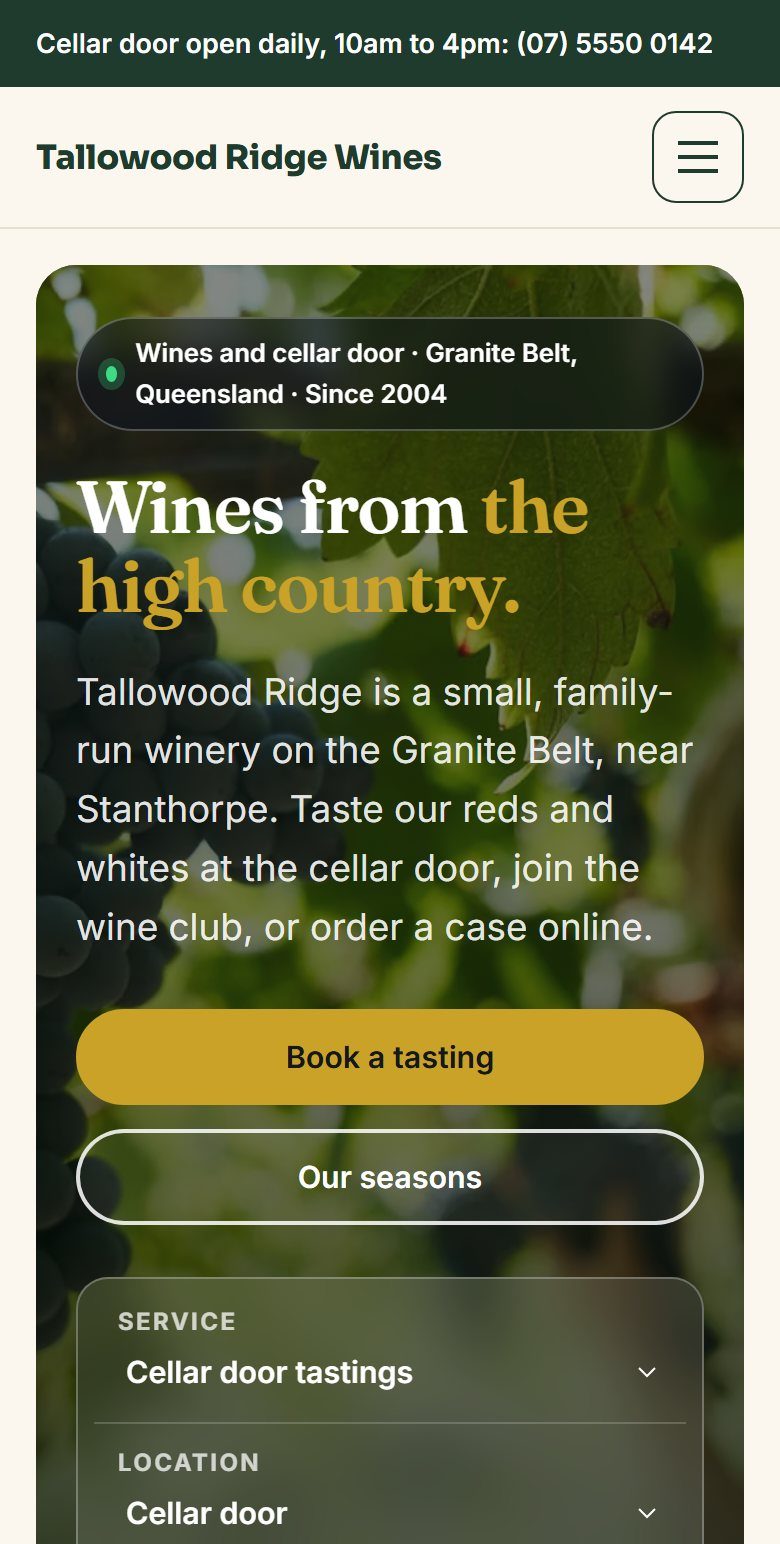 Cellar door open daily, 10am to 4pm: (07) 5550 0142
Tallowood Ridge Wines
Wines and cellar door · Granite Belt,
Queensland · Since 2004
Wines from the
high country.
Tallowood Ridge is a small, family-
run winery on the Granite Belt, near
Stanthorpe. Taste our reds and
whites at the cellar door, join the
wine club, or order a case online.
Book a tasting
Our seasons
SERVICE
Cellar door tastings
LOCATION
Cellar door